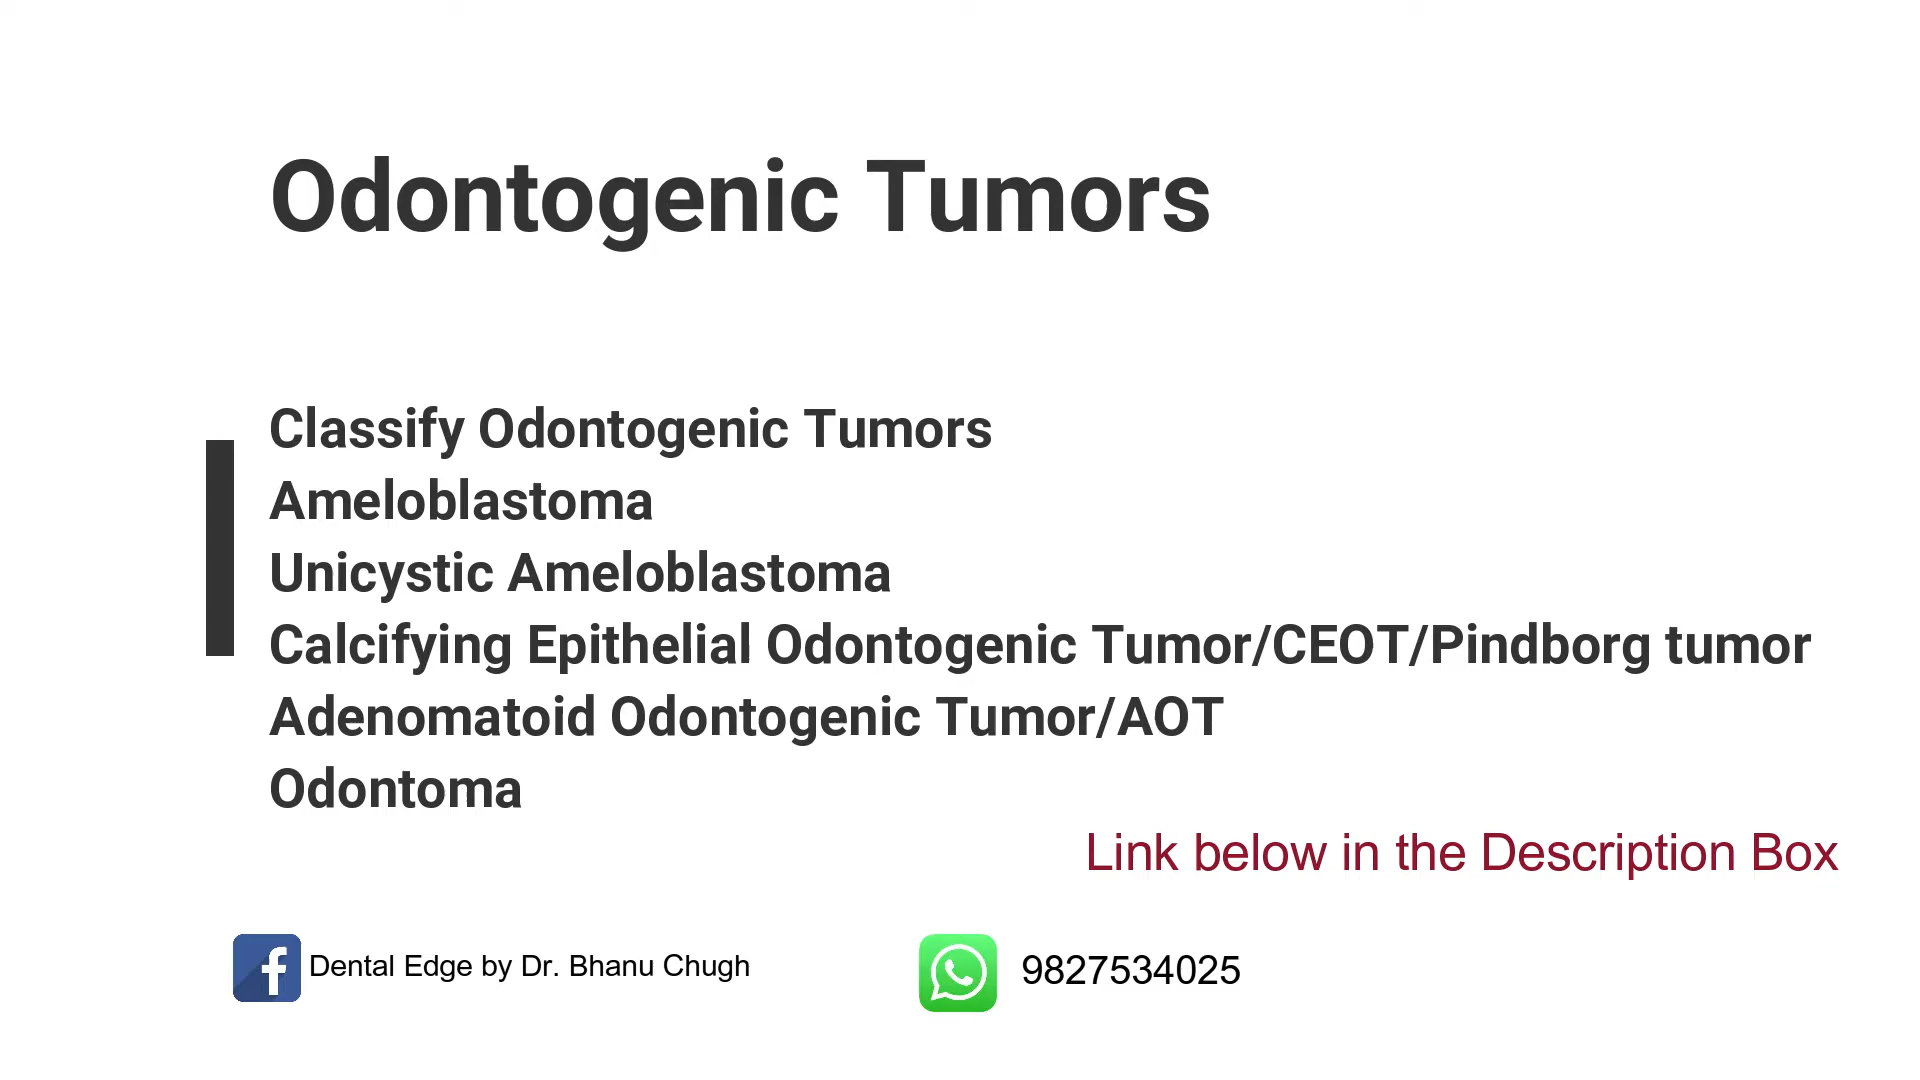 Odontogenic Tumors
Classify Odontogenic Tumors
Ameloblastoma
Unicystic Ameloblastoma
Calcifying Epithelial Odontogenic Tumor/CEOT/Pindborg tumor
Adenomatoid Odontogenic Tumor/AOT
Odontoma
Link below in the Description Box
Dental Edge by Dr. Bhanu Chugh
9827534025